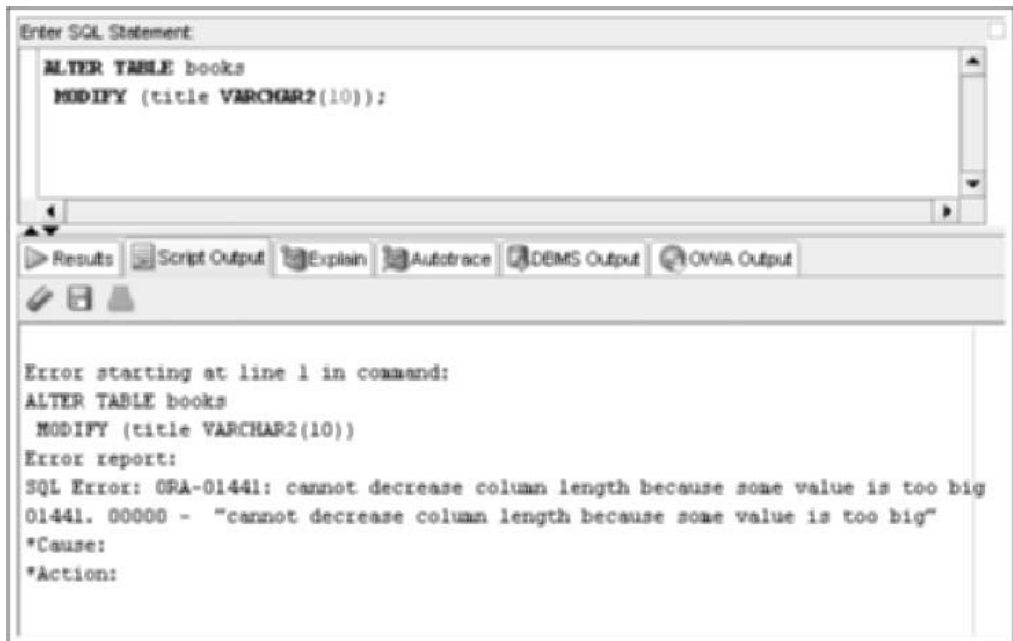 Enter SQL Statement:
ALTER TABLE books
MODIFY (title VARCHAR2(10));
Results Script Output Explain Autotrace DBMS Output OWA Output
Error starting at line 1 in command:
ALTER TABLE books
MODIFY (title VARCHAR2(10))
Error report:
SQL Error: ORA-01441: cannot decrease column length because some value is too big
01441. 00000 - "cannot decrease column length because some value is too big"
*Cause:
*Action: